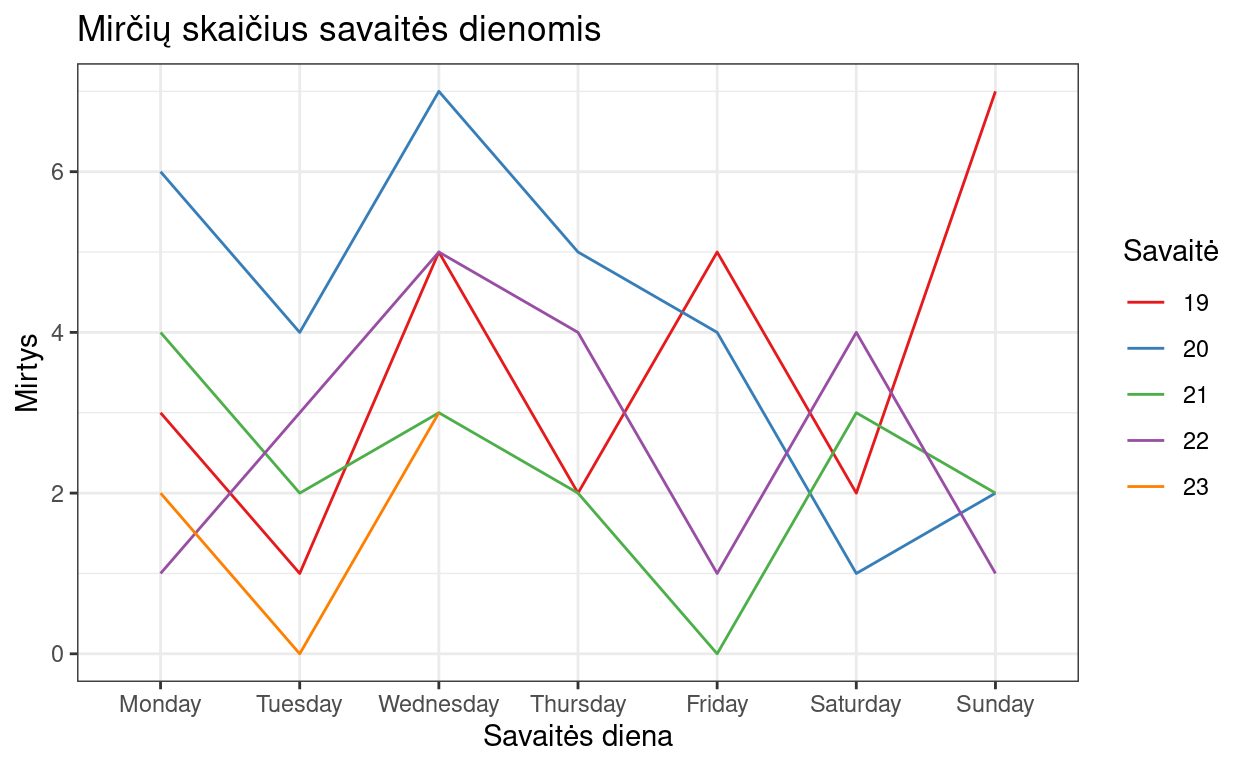 Mirčių skaičius savaitės dienomis
Mirtys
6
4
2
0
Monday Tuesday Wednesday Thursday Friday Saturday Sunday
Savaitės diena
Savaitė
19
20
21
22
23